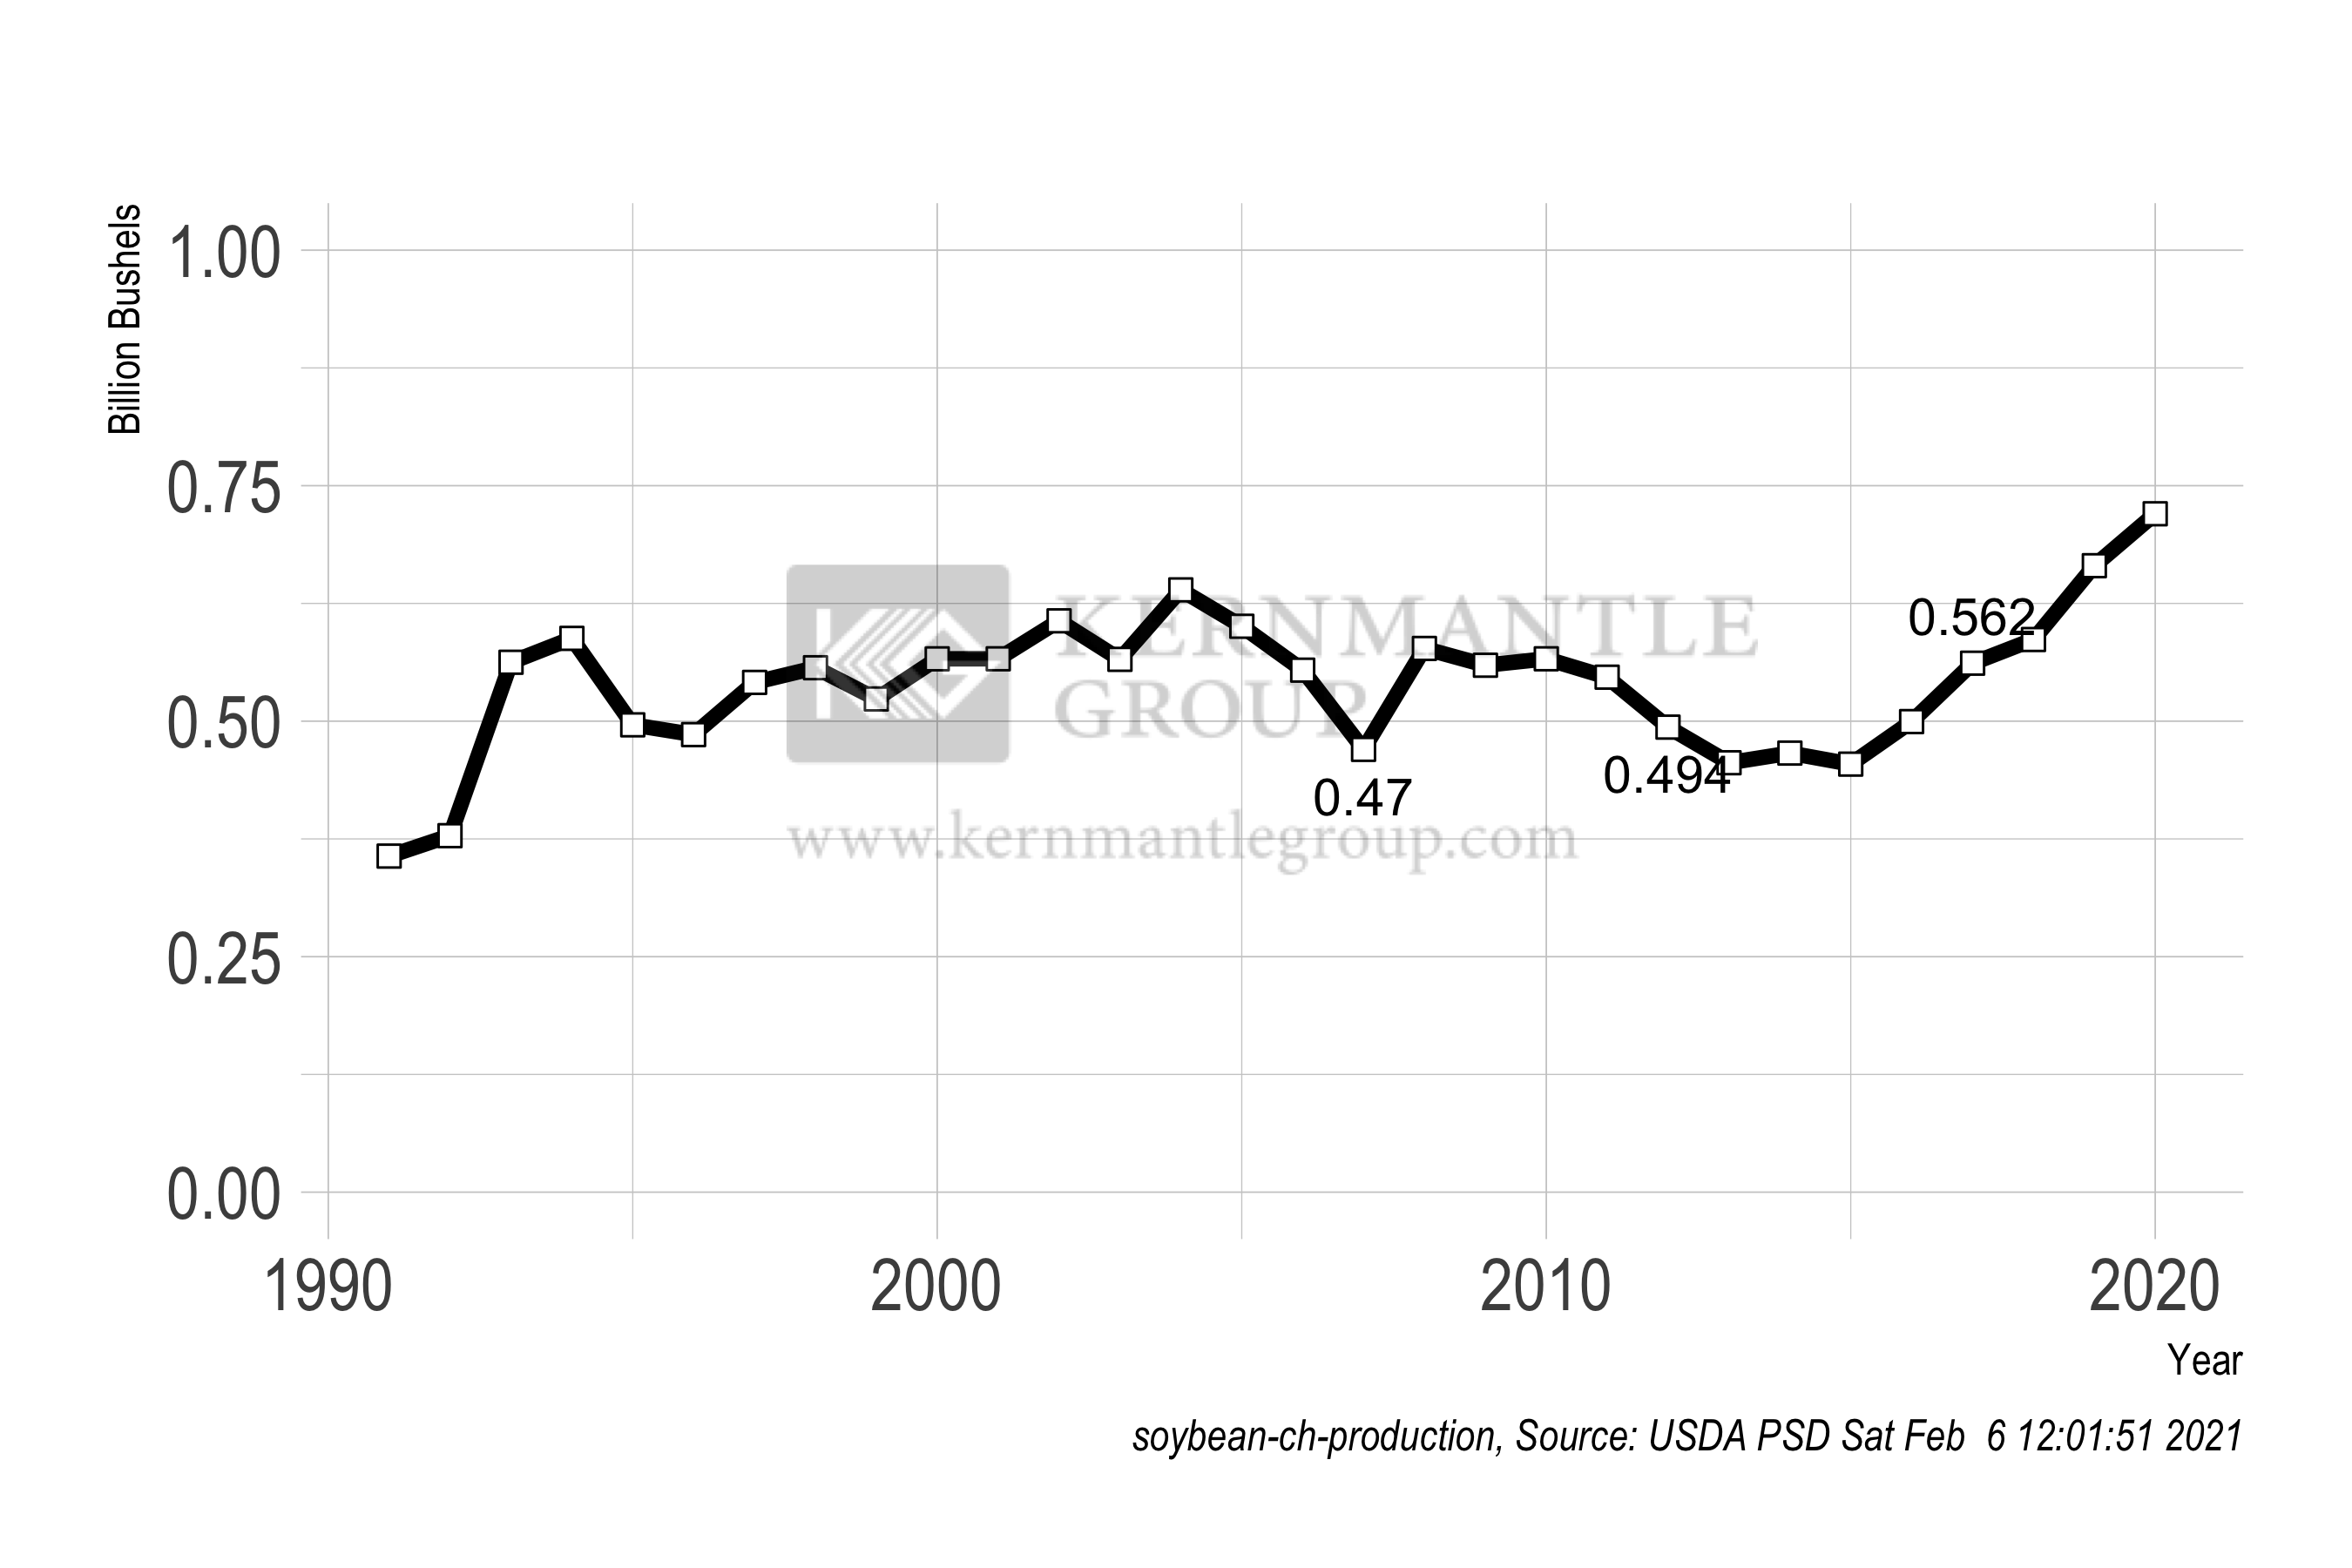 Billion Bushels
1.00
0.75
0.50
0.25
0.00
KERNMANTLE
GROUP
www.kernmantlegroup.com
0.47
0.494
0.562
1990 2000 2010 2020
Year
soybean-ch-production, Source: USDA PSD Sat Feb  6 12:01:51 2021